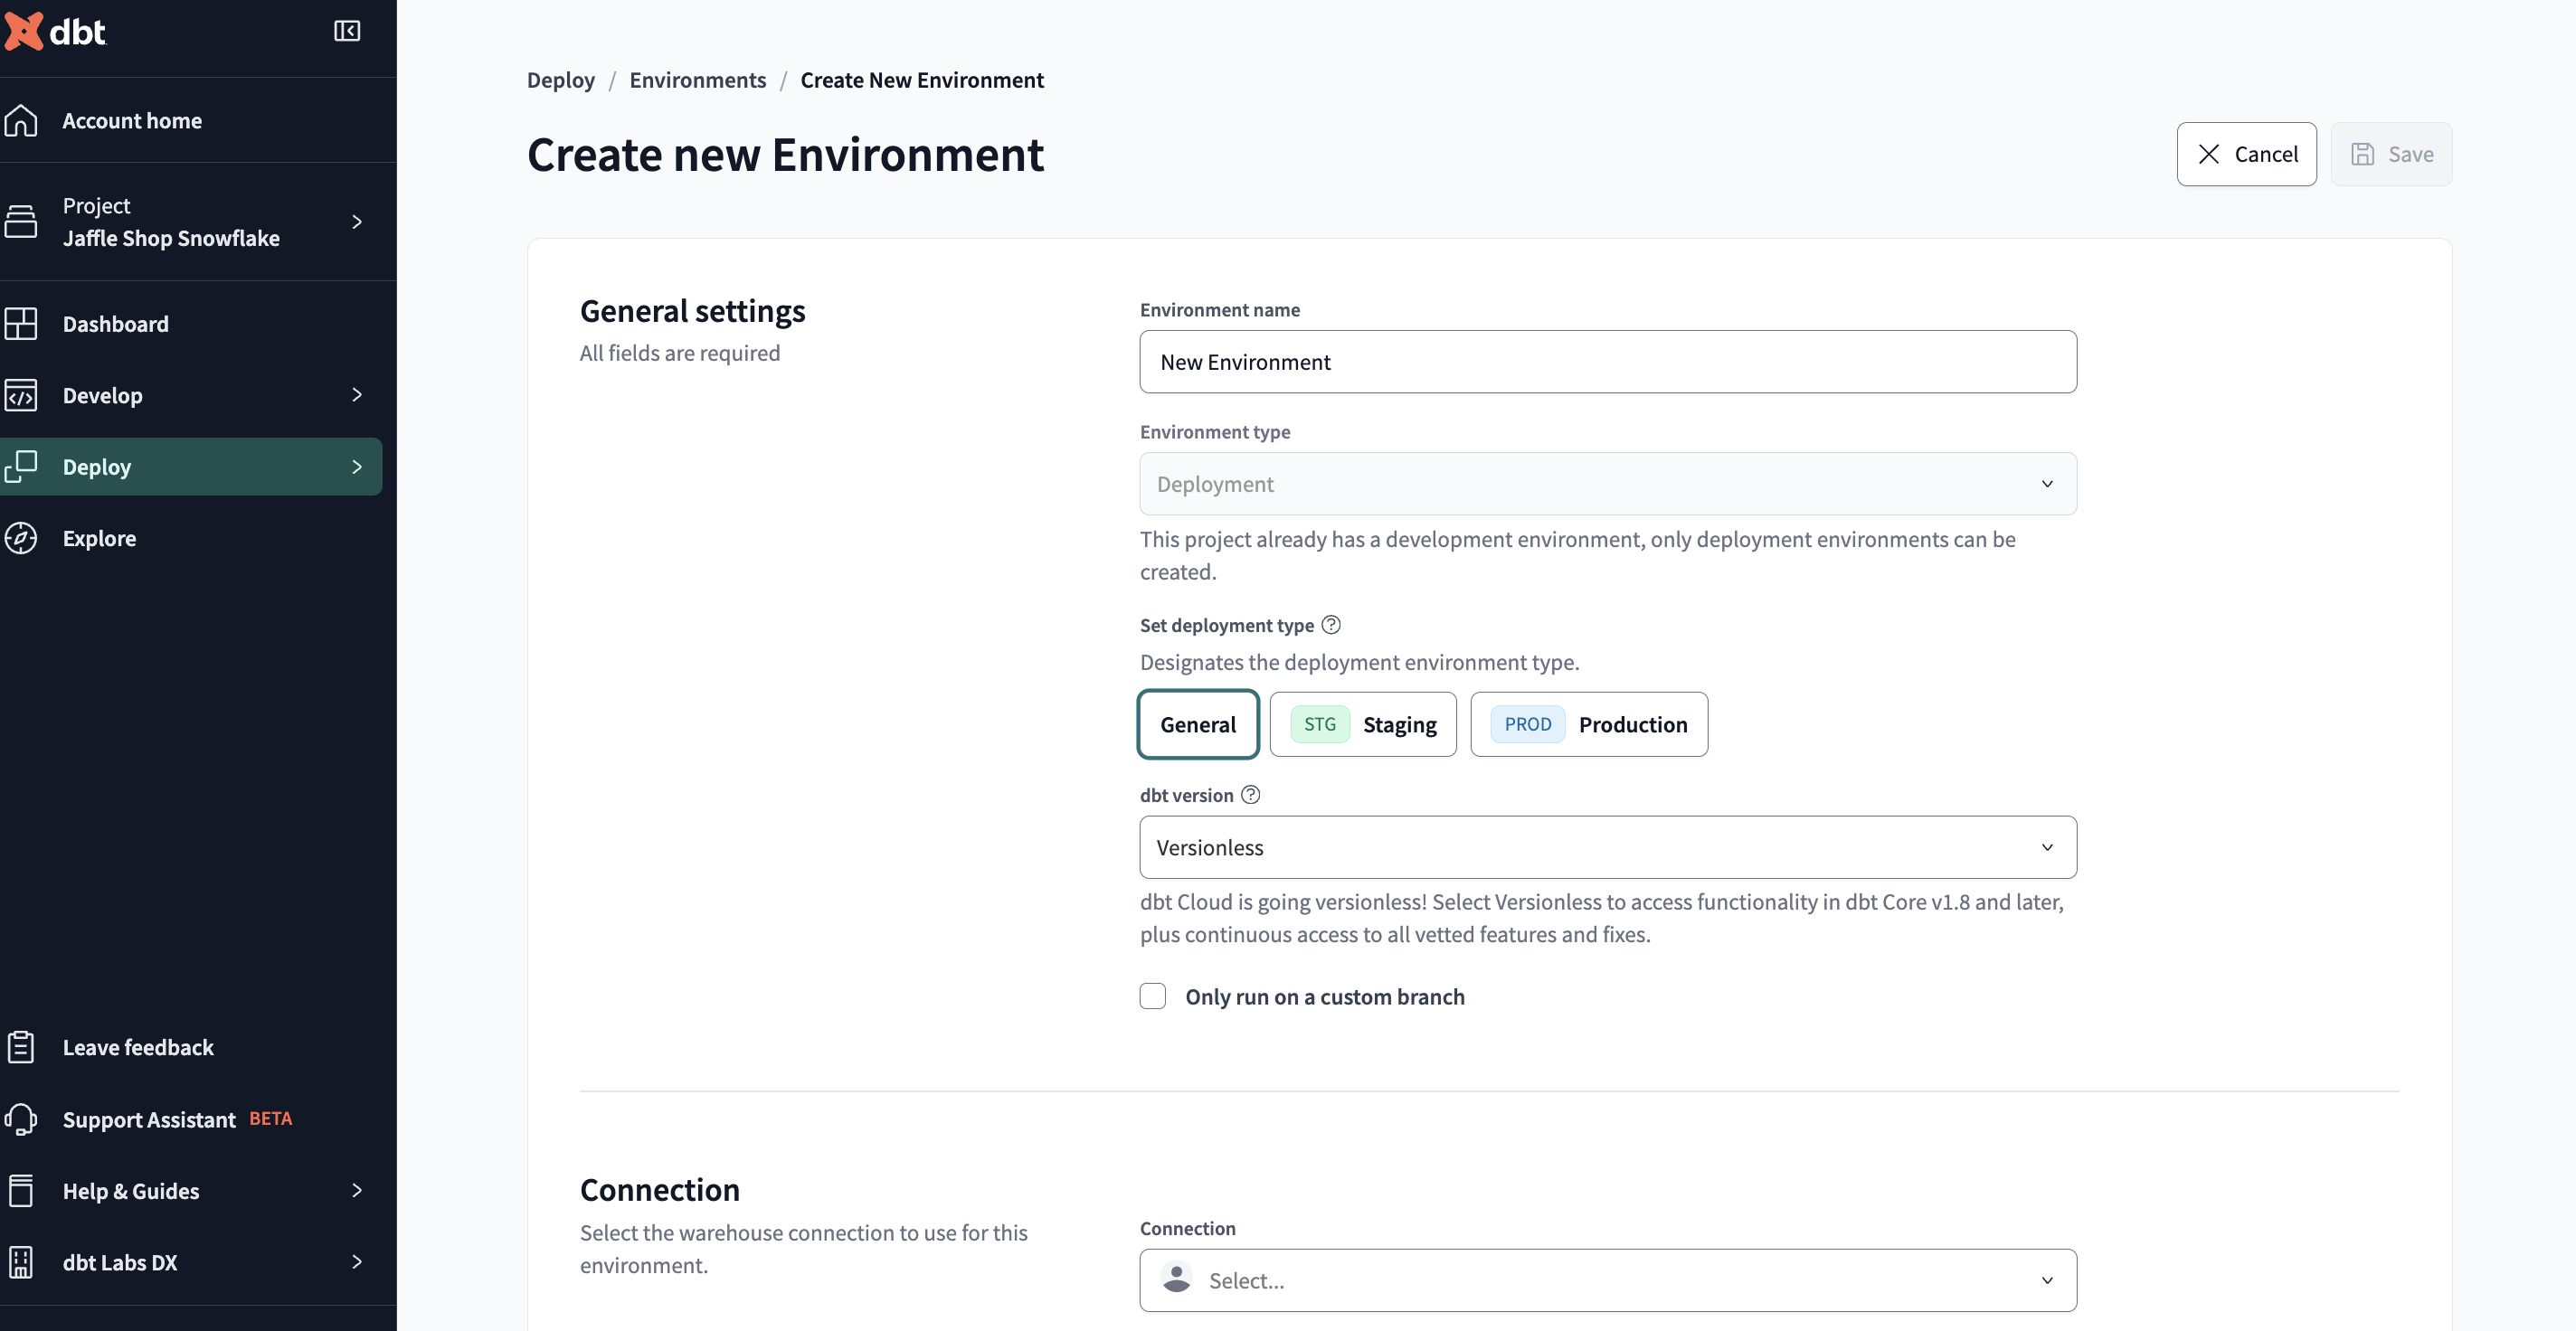 dbt
Account home
Project
Jaffle Shop Snowflake
Dashboard
Develop
Deploy
Explore
Leave feedback
Support Assistant BETA
Help & Guides
dbt Labs DX
Deploy / Environments / Create New Environment
Create new Environment
Cancel
Save
General settings
All fields are required
Environment name
New Environment
Environment type
Deployment
This project already has a development environment, only deployment environments can be
created.
Set deployment type
Designates the deployment environment type.
General
STG Staging
PROD Production
dbt version
Versionless
dbt Cloud is going versionless! Select Versionless to access functionality in dbt Core v1.8 and later,
plus continuous access to all vetted features and fixes.
Only run on a custom branch
Connection
Select the warehouse connection to use for this
environment.
Connection
Select...